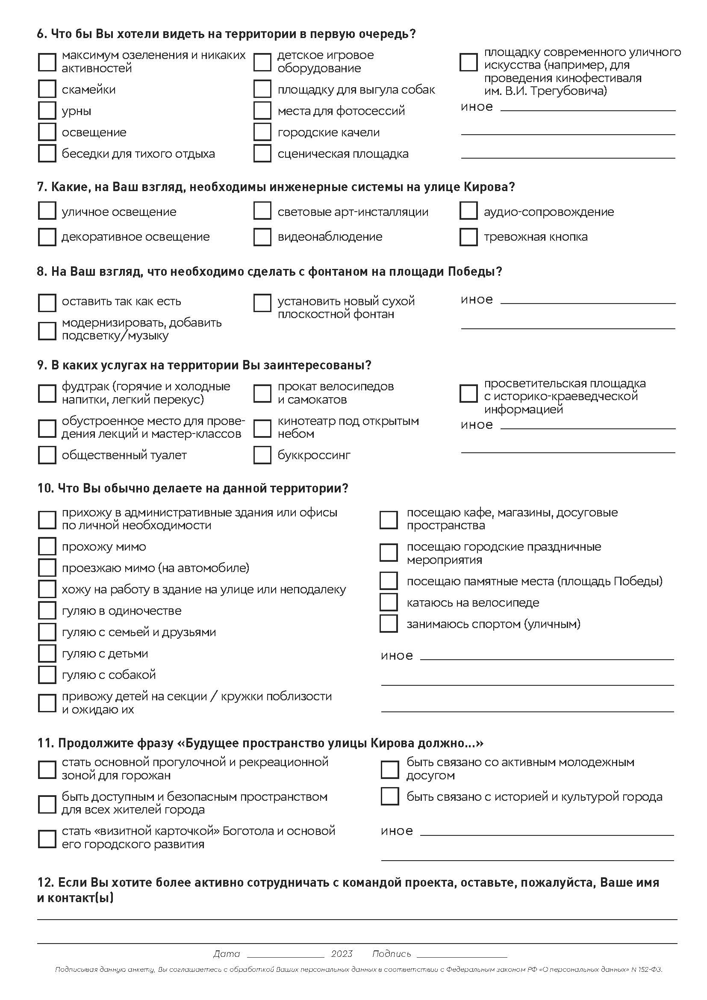 6. Что бы Вы хотели видеть на территории в первую очередь?
максимум озеленения и никаких
активностей
скамейки
урны
освещение
беседки для тихого отдыха
детское игровое
оборудование
площадку для выгула собак
места для фотосессий
городские качели
сценическая площадка
площадку современного уличного
искусства (например, для
проведения кинофестиваля
им. В.И. Трегубовича)
иное
7. Какие, на Ваш взгляд, необходимы инженерные системы на улице Кирова?
уличное освещение
декоративное освещение
световые арт-инсталляции
видеонаблюдение
аудио-сопровождение
тревожная кнопка
8. На Ваш взгляд, что необходимо сделать с фонтаном на площади Победы?
оставить так как есть
модернизировать, добавить
подсветку/музыку
установить новый сухой
плоскостной фонтан
иное
9. В каких услугах на территории Вы заинтересованы?
фудтрак (горячие и холодные
напитки, легкий перекус)
обустроенное место для прове-
дения лекций и мастер-классов
общественный туалет
прокат велосипедов
и самокатов
кинотеатр под открытым
небом
буккроссинг
просветительская площадка
с историко-краеведческой
информацией
иное
10. Что Вы обычно делаете на данной территории?
прихожу в административные здания или офисы
по личной необходимости
прохожу мимо
проезжаю мимо (на автомобиле)
хожу на работу в здание на улице или неподалеку
гуляю в одиночестве
гуляю с семьей и друзьями
гуляю с детьми
гуляю с собакой
привожу детей на секции / кружки поблизости
и ожидаю их
посещаю кафе, магазины, досуговые
пространства
посещаю городские праздничные
мероприятия
посещаю памятные места (площадь Победы)
катаюсь на велосипеде
занимаюсь спортом (уличным)
иное
11. Продолжите фразу «Будущее пространство улицы Кирова должно...»
стать основной прогулочной и рекреационной
зоной для горожан
быть доступным и безопасным пространством
для всех жителей города
стать «визитной карточкой» Боготола и основой
его городского развития
быть связано со активным молодежным
досугом
быть связано с историей и культурой города
иное
12. Если Вы хотите более активно сотрудничать с командой проекта, оставьте, пожалуйста, Ваше имя
и контакт(ы)
Дата 2023 Подпись
Подписывая данную анкету, Вы соглашаетесь с обработкой Ваших персональных данных в соответствии с Федеральным законом РФ «О персональных данных» N 152-ФЗ.